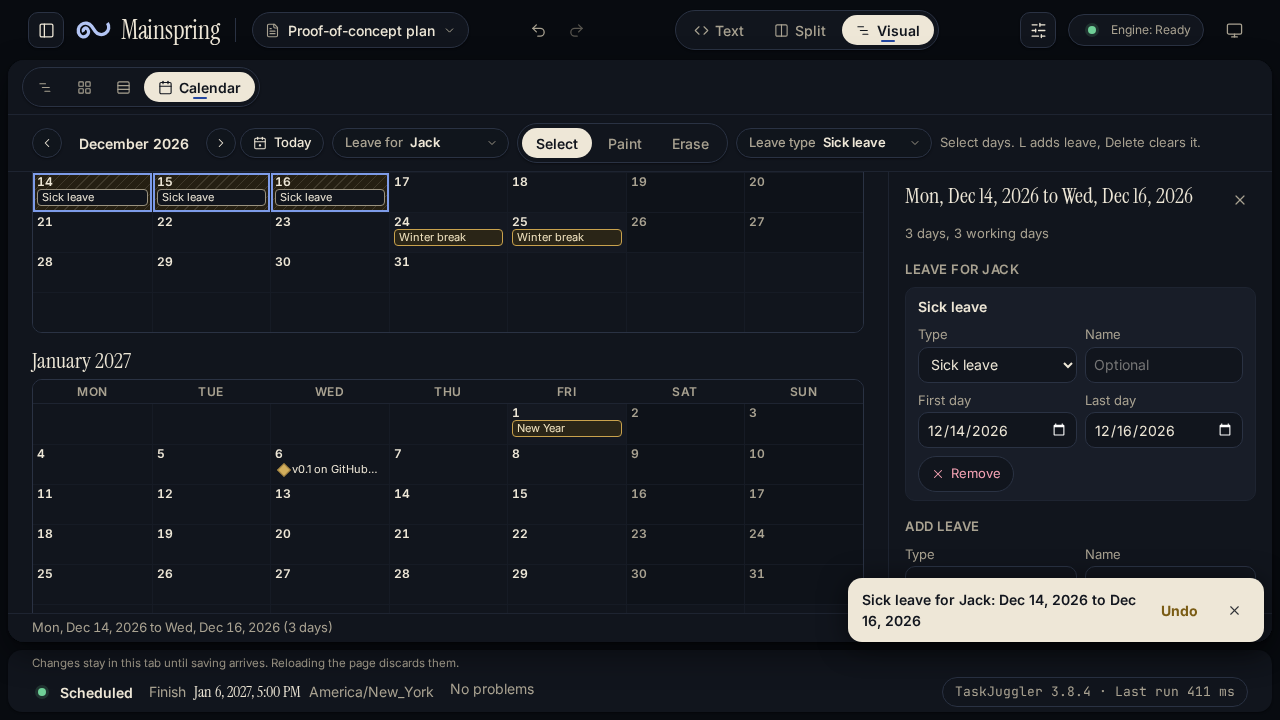 Mainspring
Proof-of-concept plan
Text
Split
Visual
Engine: Ready
Calendar
December 2026
Today
Leave for Jack
Select
Paint
Erase
Leave type Sick leave
Select days. L adds leave, Delete clears it.
14 15 16 17 18 19 20
Sick leave Sick leave Sick leave
21 22 23 24 25 26 27
Winter break Winter break
28 29 30 31
January 2027
MON TUE WED THU FRI SAT SUN
1 2 3
New Year
4 5 6 7 8 9 10
v0.1 on GitHub…
11 12 13 14 15 16 17
18 19 20 21 22 23 24
25 26 27 28 29 30 31
Mon, Dec 14, 2026 to Wed, Dec 16, 2026 (3 days)
Mon, Dec 14, 2026 to Wed, Dec 16, 2026
3 days, 3 working days
LEAVE FOR JACK
Sick leave
Type Name
Sick leave Optional
First day Last day
12/14/2026 12/16/2026
Remove
ADD LEAVE
Type Name
Sick leave for Jack: Dec 14, 2026 to Dec
16, 2026
Undo
Changes stay in this tab until saving arrives. Reloading the page discards them.
Scheduled Finish Jan 6, 2027, 5:00 PM America/New_York No problems
TaskJuggler 3.8.4 · Last run 411 ms